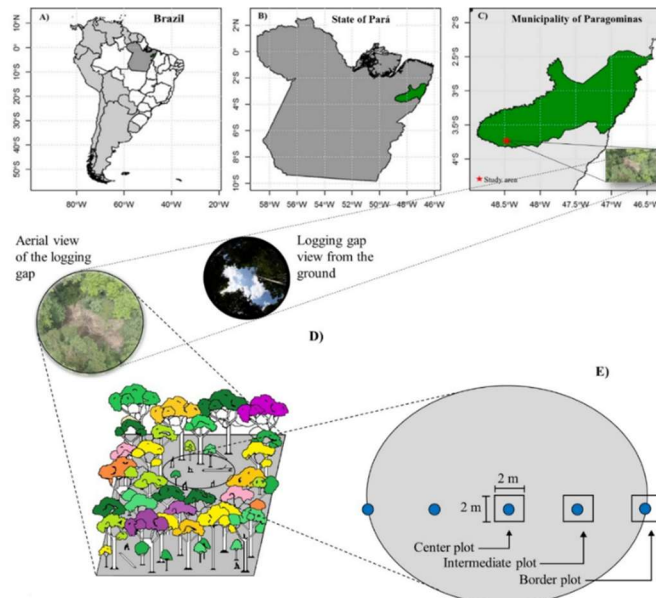 A) Brazil
0°
10°S
20°S
30°S
40°S
50°S
80°W 60°W 40°W
B) State of Pará
0°
2°S
4°S
6°S
8°S
10°S
58°W 56°W 54°W 52°W 50°W 48°W 46°W
C) Municipality of Paragominas
2°S
2.5°S
3°S
3.5°S
4°S
Study area
48.5°W 48°W 47.5°W 47°W 46.5°W
Aerial view
of the logging
gap
Logging gap
view from the
ground
D)
E)
2 m
2 m
Center plot
Intermediate plot
Border plot